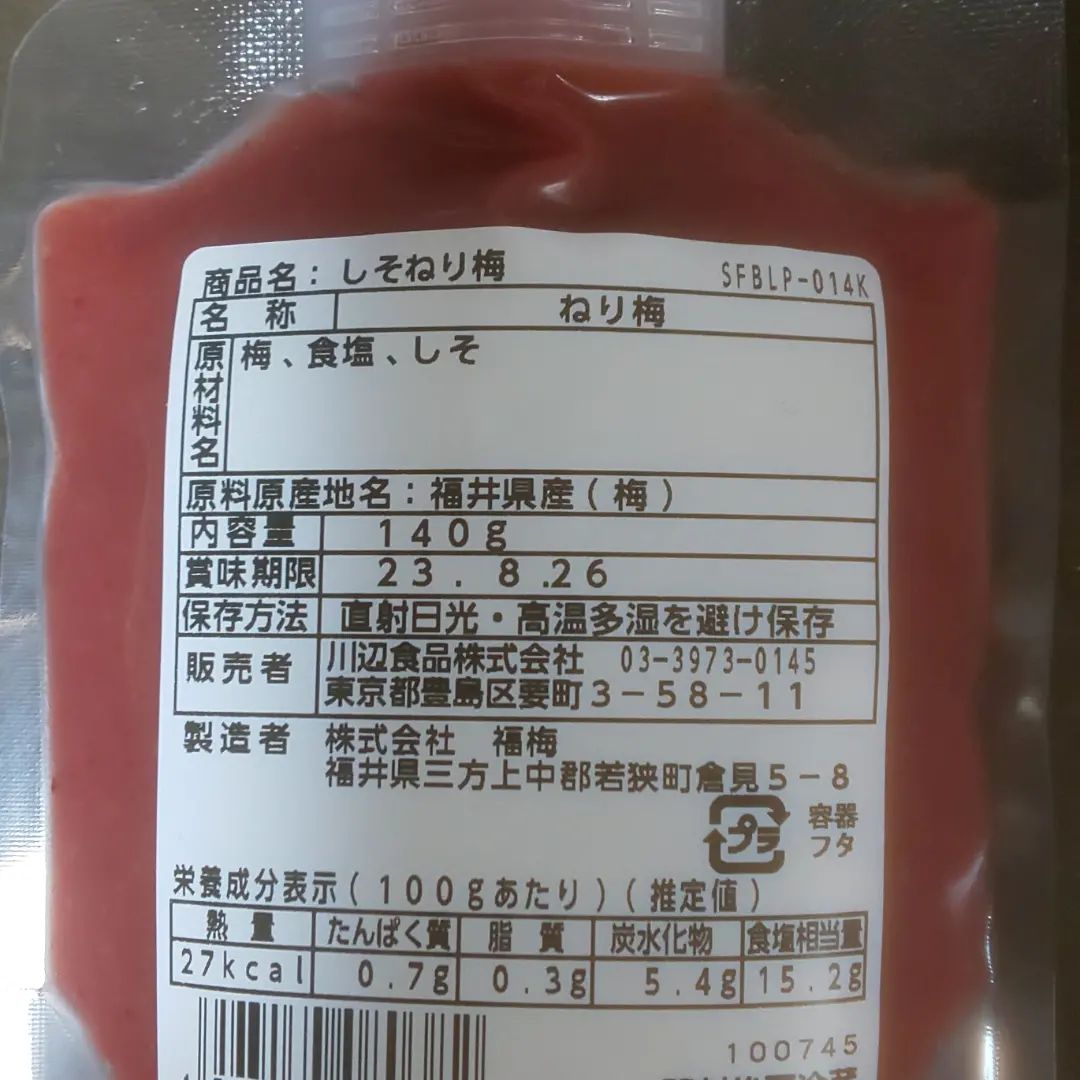 商品名：しそねり梅 SFBLP-014K
名 称 ねり梅
原材料名 梅、食塩、しそ
原料原産地名：福井県産(梅)
内容量 140g
賞味期限 23. 8.26
保存方法 直射日光・高温多湿を避け保存
販売者 川辺食品株式会社 03-3973-0145
東京都豊島区要町3-58-11
製造者 株式会社 福梅
福井県三方上中郡若狭町倉見5-8
プラ 容器
フタ
栄養成分表示(100gあたり)(推定値)
熱 量 たんぱく質 脂 質 炭水化物 食塩相当量
27kcal 0.7g 0.3g 5.4g 15.2g
100745